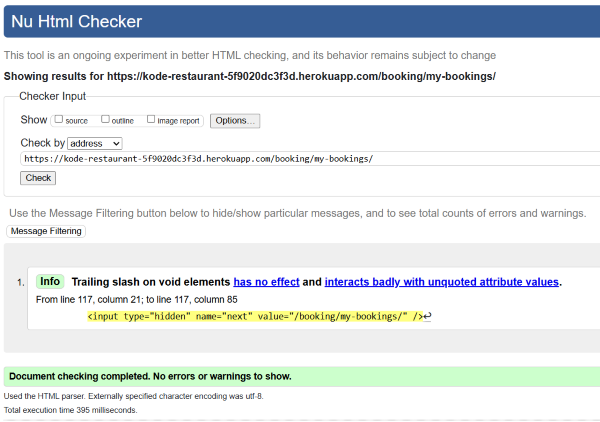 Nu Html Checker
This tool is an ongoing experiment in better HTML checking, and its behavior remains subject to change
Showing results for https://kode-restaurant-5f9020dc3f3d.herokuapp.com/booking/my-bookings/
Checker Input
Show source outline image report Options...
Check by address
https://kode-restaurant-5f9020dc3f3d.herokuapp.com/booking/my-bookings/
Check
Use the Message Filtering button below to hide/show particular messages, and to see total counts of errors and warnings.
Message Filtering
1. Info Trailing slash on void elements has no effect and interacts badly with unquoted attribute values.
From line 117, column 21; to line 117, column 85
<input type="hidden" name="next" value="/booking/my-bookings/" />↩
Document checking completed. No errors or warnings to show.
Used the HTML parser. Externally specified character encoding was utf-8.
Total execution time 395 milliseconds.